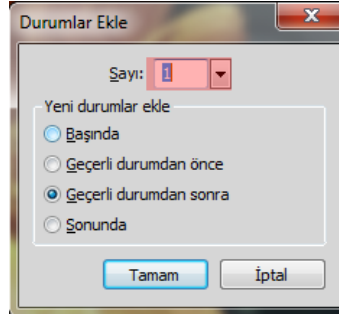 Durumlar Ekle
Sayı: 1
Yeni durumlar ekle
Başında
Geçerli durumdan önce
Geçerli durumdan sonra
Sonunda
Tamam İptal